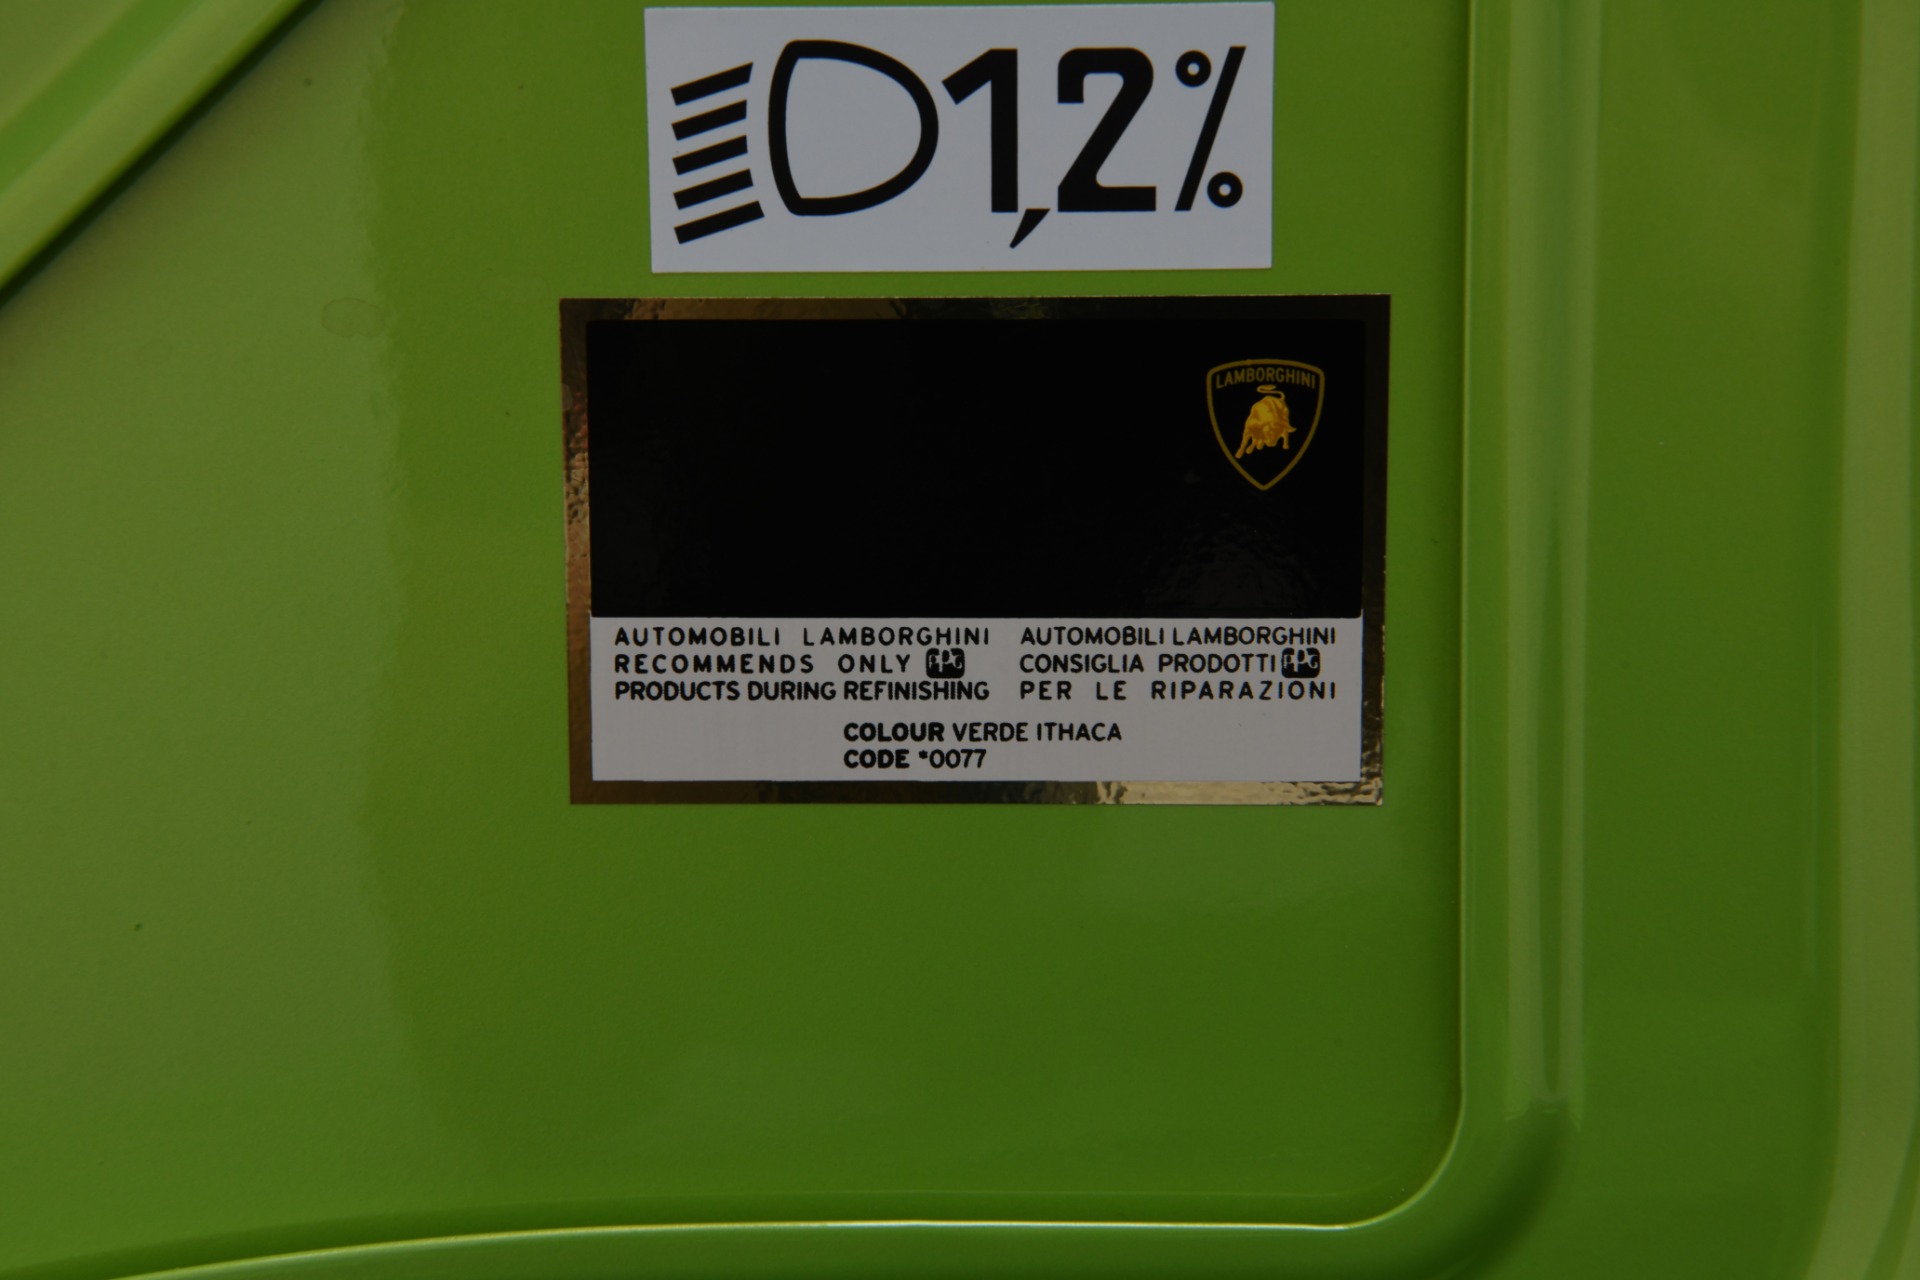 1,2%
LAMBORGHINI
AUTOMOBILI LAMBORGHINI
RECOMMENDS ONLY PPG
PRODUCTS DURING REFINISHING
AUTOMOBILI LAMBORGHINI
CONSIGLIA PRODOTTI PPG
PER LE RIPARAZIONI
COLOUR VERDE ITHACA
CODE *0077